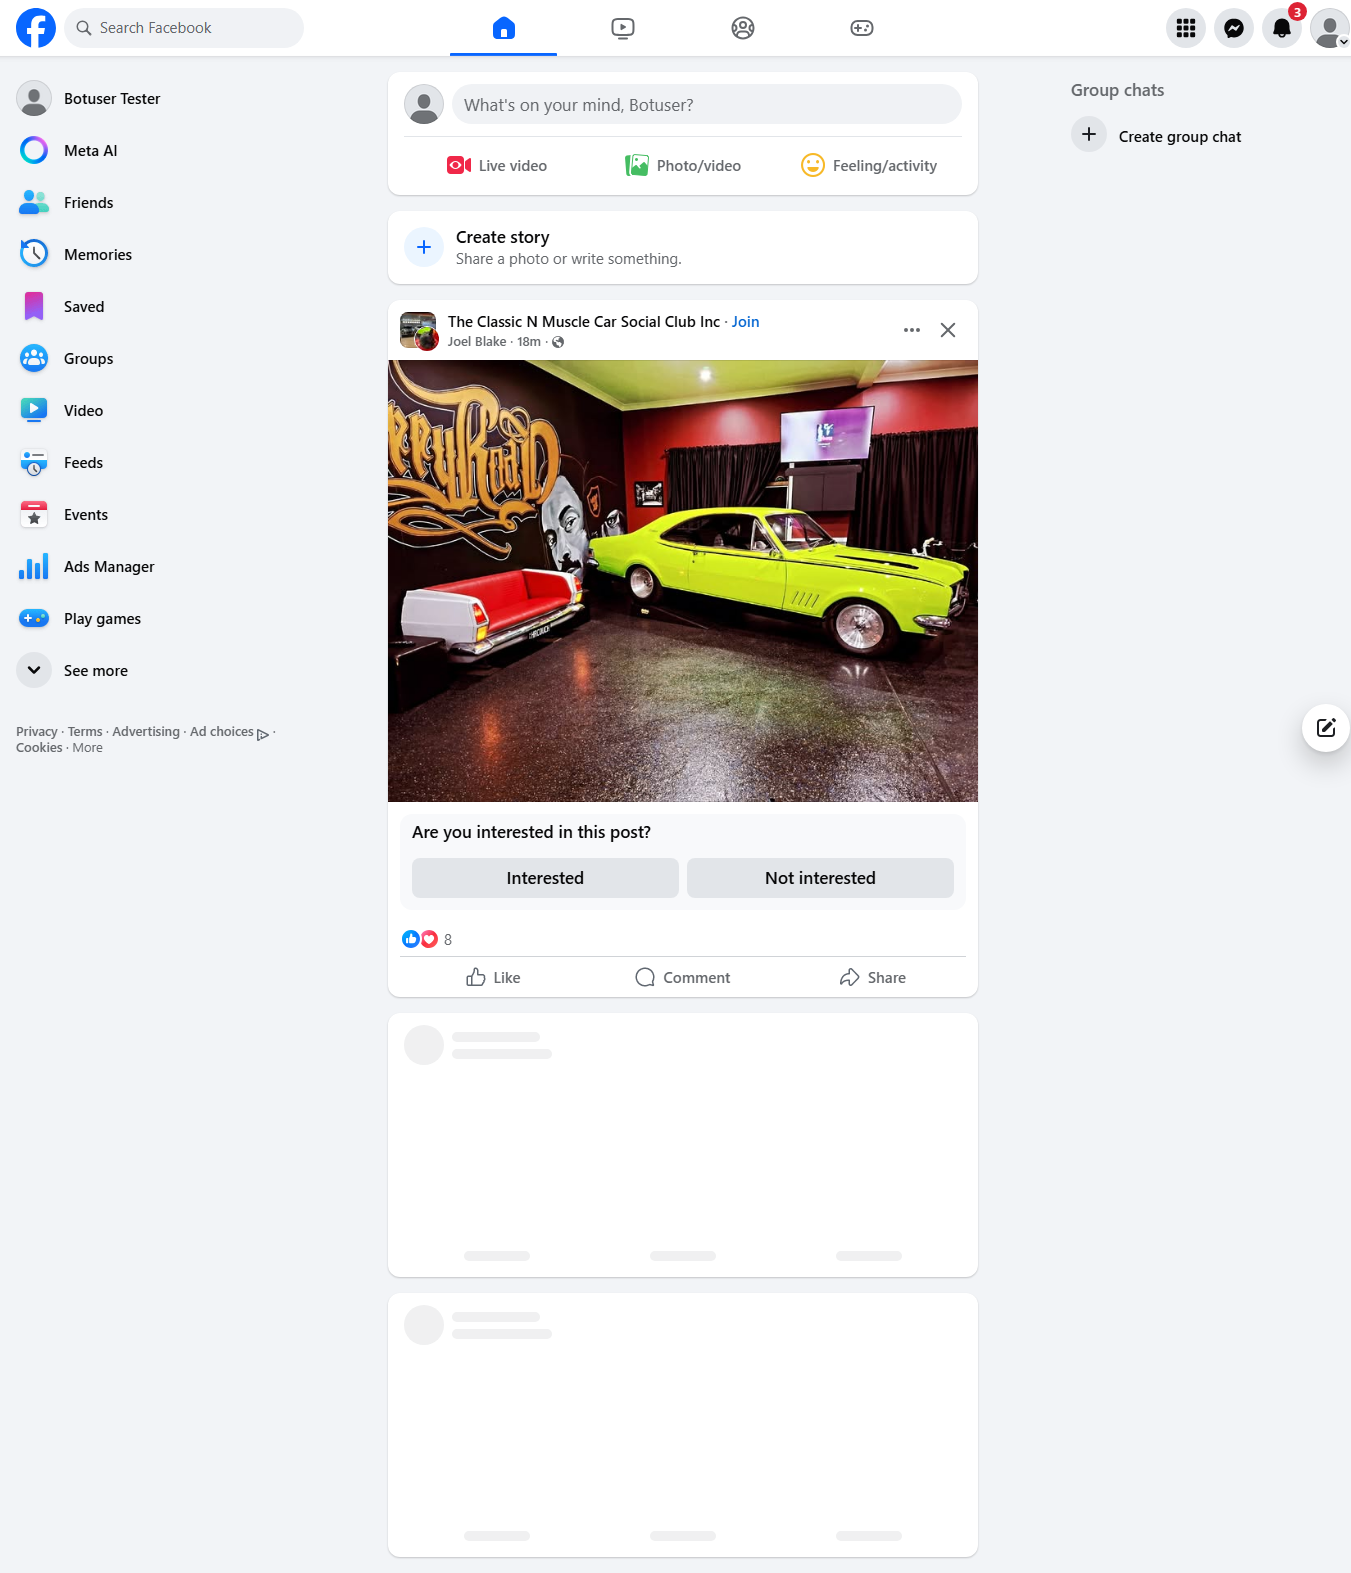 Search Facebook
3
Botuser Tester
Meta AI
Friends
Memories
Saved
Groups
Video
Feeds
Events
Ads Manager
Play games
See more
Privacy · Terms · Advertising · Ad choices ·
Cookies · More
What's on your mind, Botuser?
Live video
Photo/video
Feeling/activity
Create story
Share a photo or write something.
The Classic N Muscle Car Social Club Inc · Join
Joel Blake · 18m ·
Are you interested in this post?
Interested
Not interested
8
Like
Comment
Share
Group chats
Create group chat